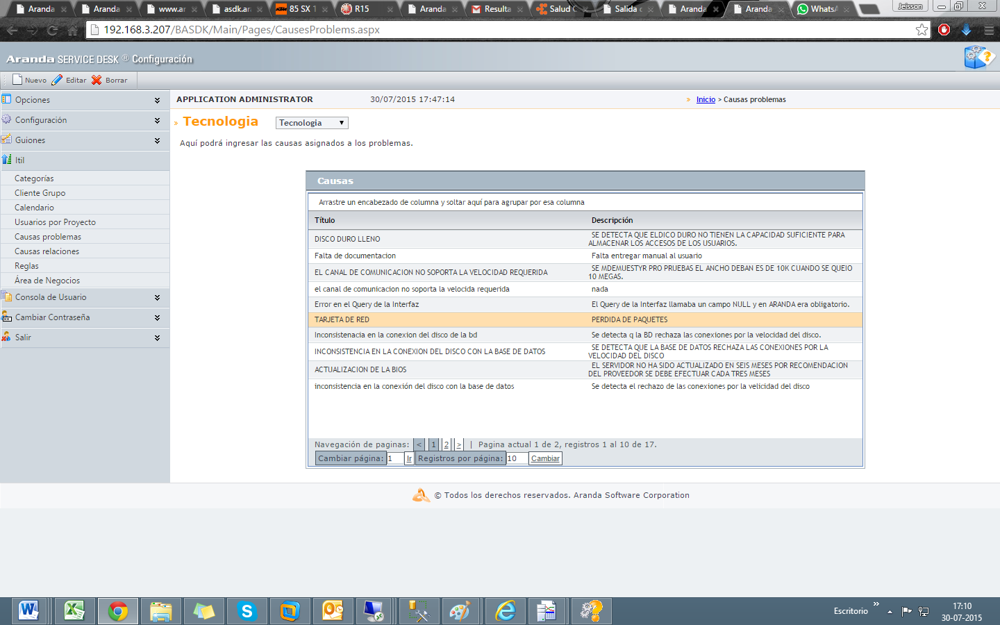 Aranda
Aranda
www.ar
asdk.ar
85 SX 1
R15
Aranda
Resulta
Salud C
Salida
Aranda
Aranda
WhatsA
Jeisson
192.168.3.207/BASDK/Main/Pages/CausesProblems.aspx
Aranda SERVICE DESK ® Configuración
Nuevo Editar Borrar
Opciones
Configuración
Guiones
Itil
Categorías
Cliente Grupo
Calendario
Usuarios por Proyecto
Causas problemas
Causas relaciones
Reglas
Área de Negocios
Consola de Usuario
Cambiar Contraseña
Salir
APPLICATION ADMINISTRATOR 30/07/2015 17:47:14 » Inicio > Causas problemas
» Tecnologia Tecnologia
Aquí podrá ingresar las causas asignados a los problemas.
Causas
Arrastre un encabezado de columna y soltar aquí para agrupar por esa columna
Título Descripción
DISCO DURO LLENO SE DETECTA QUE ELDICO DURO NO TIENEN LA CAPACIDAD SUFICIENTE PARA
ALMACENAR LOS ACCESOS DE LOS USUARIOS.
Falta de documentacion Falta entregar manual al usuario
EL CANAL DE COMUNICACION NO SOPORTA LA VELOCIDAD REQUERIDA SE MDEMUESTYR PRO PRUEBAS EL ANCHO DEBAN ES DE 10K CUANDO SE QUEIO
10 MEGAS.
el canal de comunicacion no soporta la velocida requerida nada
Error en el Query de la Interfaz El Query de la Interfaz llamaba un campo NULL y en ARANDA era obligatorio.
TARJETA DE RED PERDIDA DE PAQUETES
Inconsistenacia en la conexion del disco de la bd Se detecta q la BD rechaza las conexiones por la velocidad del disco.
INCONSISTENCIA EN LA CONEXION DEL DISCO CON LA BASE DE DATOS SE DETECTA QUE LA BASE DE DATOS RECHAZA LAS CONEXIONES POR LA
VELOCIDAD DEL DISCO
ACTUALIZACION DE LA BIOS EL SERVIDOR NO HA SIDO ACTUALIZADO EN SEIS MESES POR RECOMENDACION
DEL PROVEEDOR SE DEBE EFECTUAR CADA TRES MESES
inconsistencia en la conexión del disco con la base de datos Se detecta el rechazo de las conexiones por la velicidad del disco
Navegación de paginas: < 1 2 > | Pagina actual 1 de 2, registros 1 al 10 de 17.
Cambiar página: 1 Ir Registros por página: 10 Cambiar
© Todos los derechos reservados. Aranda Software Corporation
Escritorio »
17:10
30-07-2015